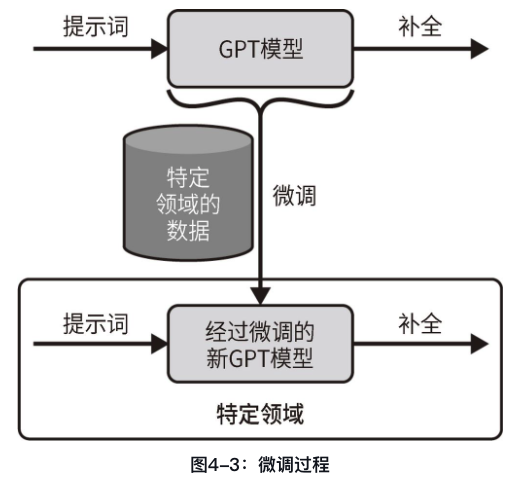 提示词
GPT模型
补全
特定
领域的
数据
微调
提示词
经过微调的
新GPT模型
补全
特定领域
图4-3：微调过程